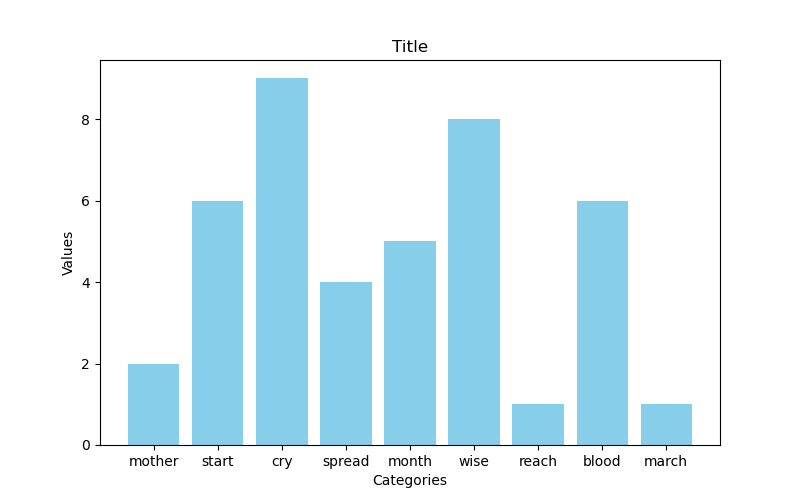 Title
Values
8
6
4
2
0
mother start cry spread month wise reach blood march
Categories